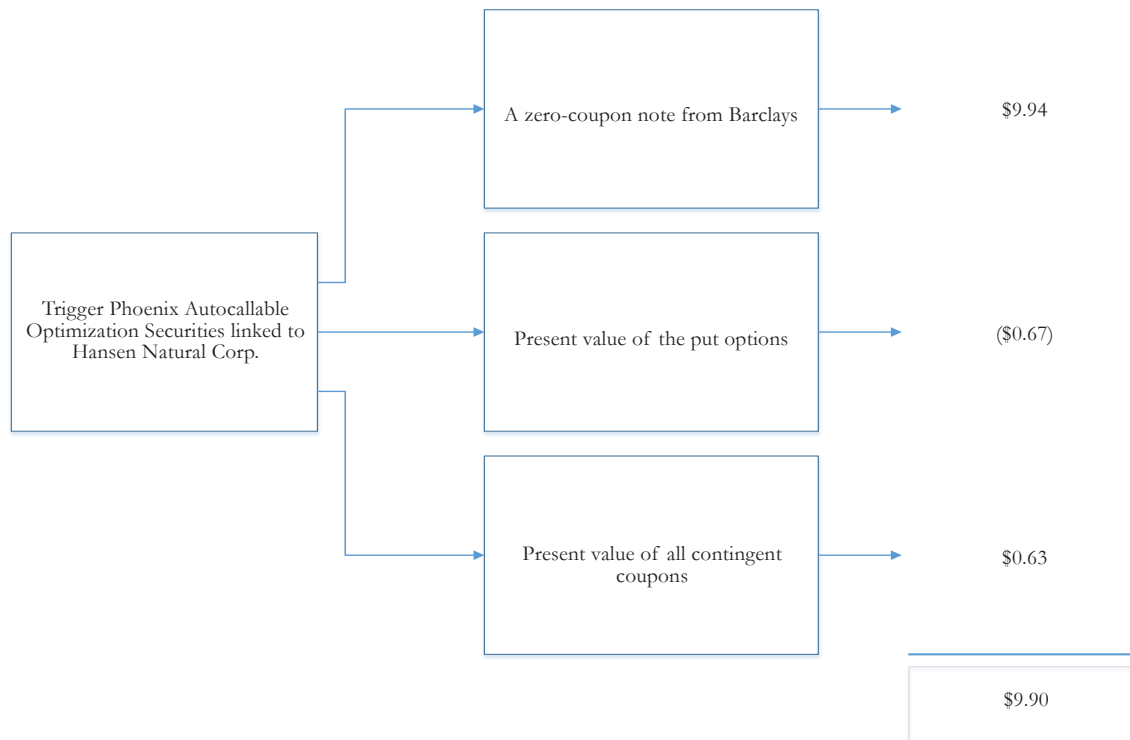 A zero-coupon note from Barclays
$9.94
Trigger Phoenix Autocallable
Optimization Securities linked to
Hansen Natural Corp.
Present value of the put options
($0.67)
Present value of all contingent
coupons
$0.63
$9.90